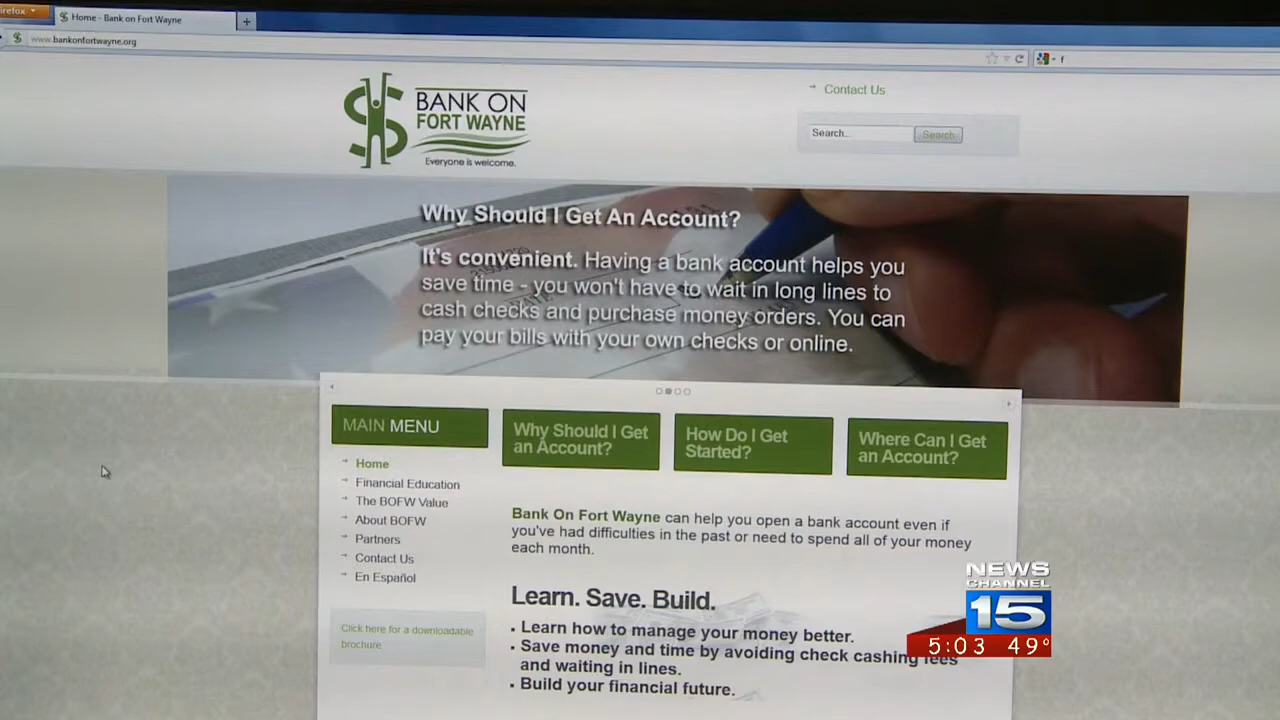 irefox
Home - Bank on Fort Wayne
+
www.bankonfortwayne.org
f
BANK ON
FORT WAYNE
Everyone is welcome.
Contact Us
Search...
Search
Why Should I Get An Account?
It's convenient. Having a bank account helps you
save time - you won't have to wait in long lines to
cash checks and purchase money orders. You can
pay your bills with your own checks or online.
MAIN MENU
Home
Financial Education
The BOFW Value
About BOFW
Partners
Contact Us
En Español
Click here for a downloadable
brochure
Why Should I Get
an Account?
How Do I Get
Started?
Where Can I Get
an Account?
Bank On Fort Wayne can help you open a bank account even if
you've had difficulties in the past or need to spend all of your money
each month.
Learn. Save. Build.
Learn how to manage your money better.
Save money and time by avoiding check cashing fees
and waiting in lines.
Build your financial future.
NEWS
CHANNEL
15
5:03 49°